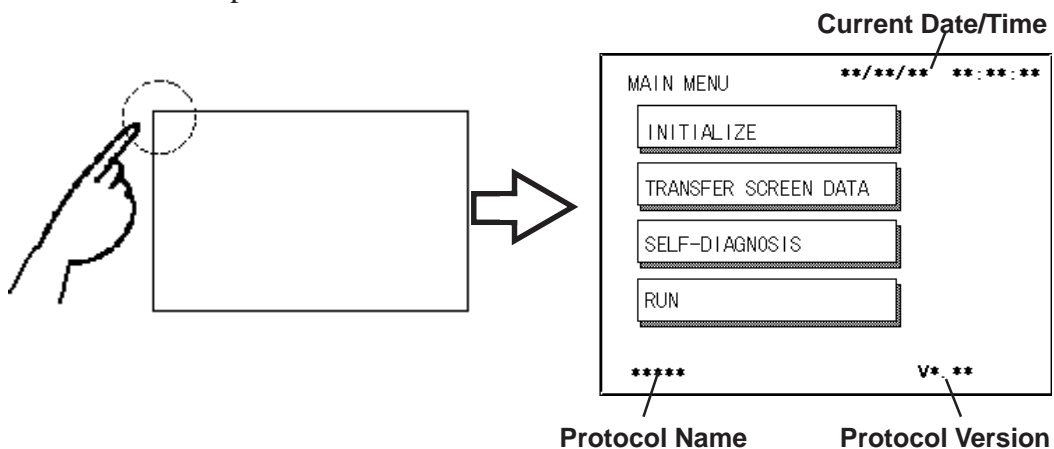 Current Date/Time
MAIN MENU
**/**/** **:**:**
INITIALIZE
TRANSFER SCREEN DATA
SELF-DIAGNOSIS
RUN
*****
V*.**
Protocol Name
Protocol Version